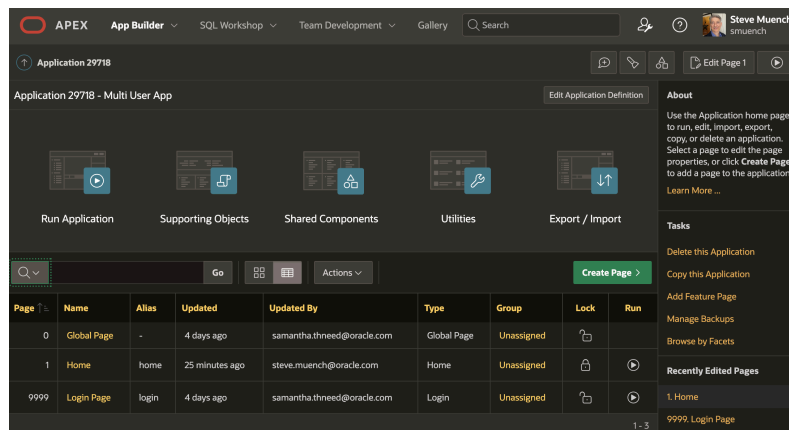 APEX App Builder SQL Workshop Team Development Gallery Search Steve Muench
smuench
Application 29718 Edit Page 1
Application 29718 - Multi User App Edit Application Definition
Run Application Supporting Objects Shared Components Utilities Export / Import
Go Actions Create Page >
Page Name Alias Updated Updated By Type Group Lock Run
0 Global Page - 4 days ago samantha.thneed@oracle.com Global Page Unassigned
1 Home home 25 minutes ago steve.muench@oracle.com Home Unassigned
9999 Login Page login 4 days ago samantha.thneed@oracle.com Login Unassigned
1 - 3
About
Use the Application home page
to run, edit, import, export,
copy, or delete an application.
Select a page to edit the page
properties, or click Create Page
to add a page to the application
Learn More ...
Tasks
Delete this Application
Copy this Application
Add Feature Page
Manage Backups
Browse by Facets
Recently Edited Pages
1. Home
9999. Login Page